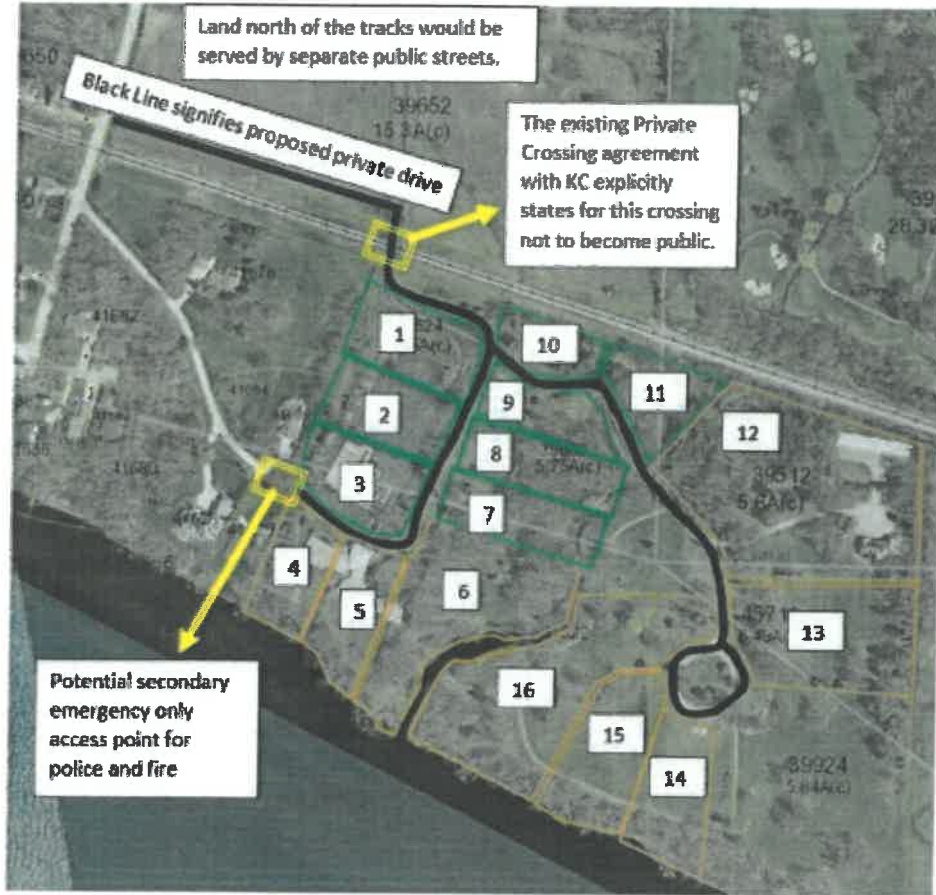 Land north of the tracks would be
served by separate public streets.
Black Line signifies proposed private drive
39652
The existing Private
Crossing agreement
with KC explicitly
states for this crossing
not to become public.
1
10
11
2
9
12
8
39512
3
7
4
5
6
13
16
15
14
Potential secondary
emergency only
access point for
police and fire